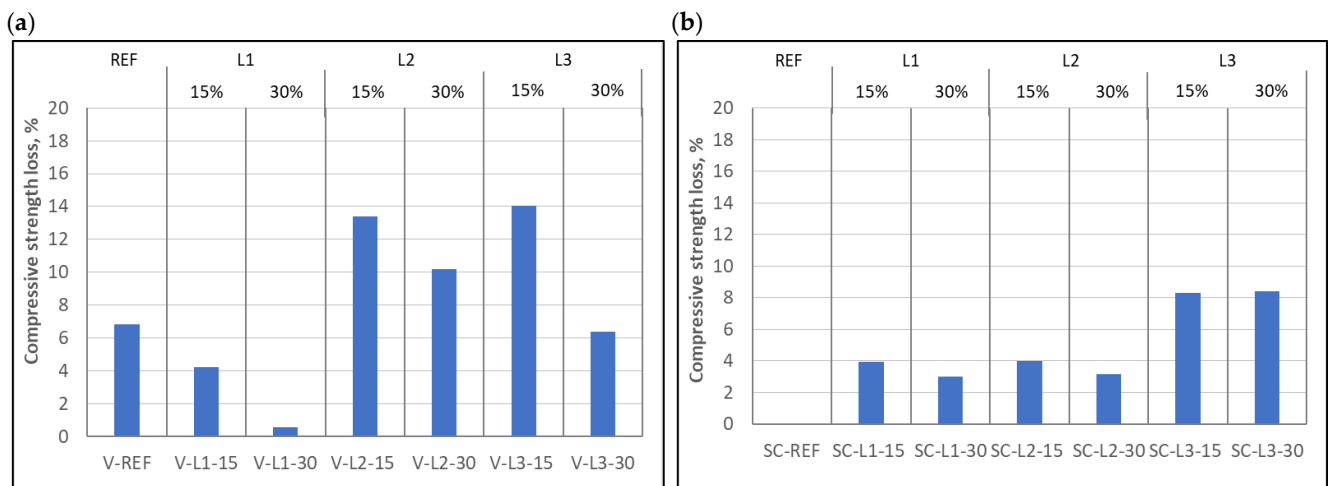 (a)
REF L1 L2 L3
15% 30% 15% 30% 15% 30%
Compressive strength loss, %
20
18
16
14
12
10
8
6
4
2
0
V-REF V-L1-15 V-L1-30 V-L2-15 V-L2-30 V-L3-15 V-L3-30
(b)
REF L1 L2 L3
15% 30% 15% 30% 15% 30%
Compressive strength loss, %
20
18
16
14
12
10
8
6
4
2
0
SC-REF SC-L1-15 SC-L1-30 SC-L2-15 SC-L2-30 SC-L3-15 SC-L3-30